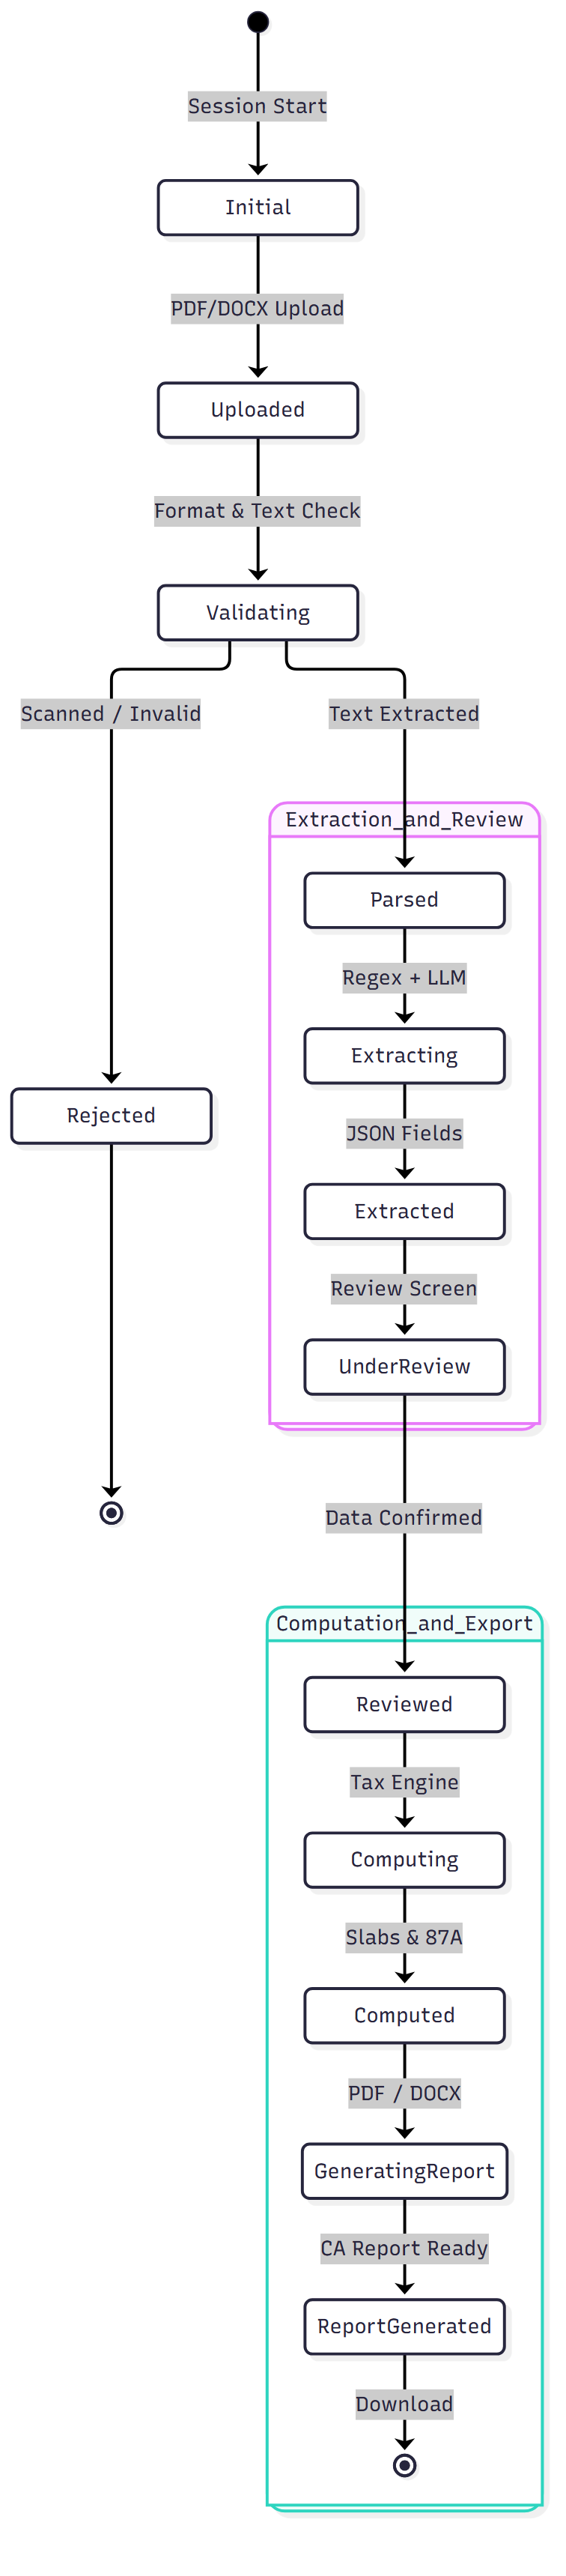 Session Start
Initial
PDF/DOCX Upload
Uploaded
Format & Text Check
Validating
Scanned / Invalid
Text Extracted
Extraction_and_Review
Parsed
Regex + LLM
Extracting
Rejected
JSON Fields
Extracted
Review Screen
UnderReview
Data Confirmed
Computation_and_Export
Reviewed
Tax Engine
Computing
Slabs & 87A
Computed
PDF / DOCX
GeneratingReport
CA Report Ready
ReportGenerated
Download